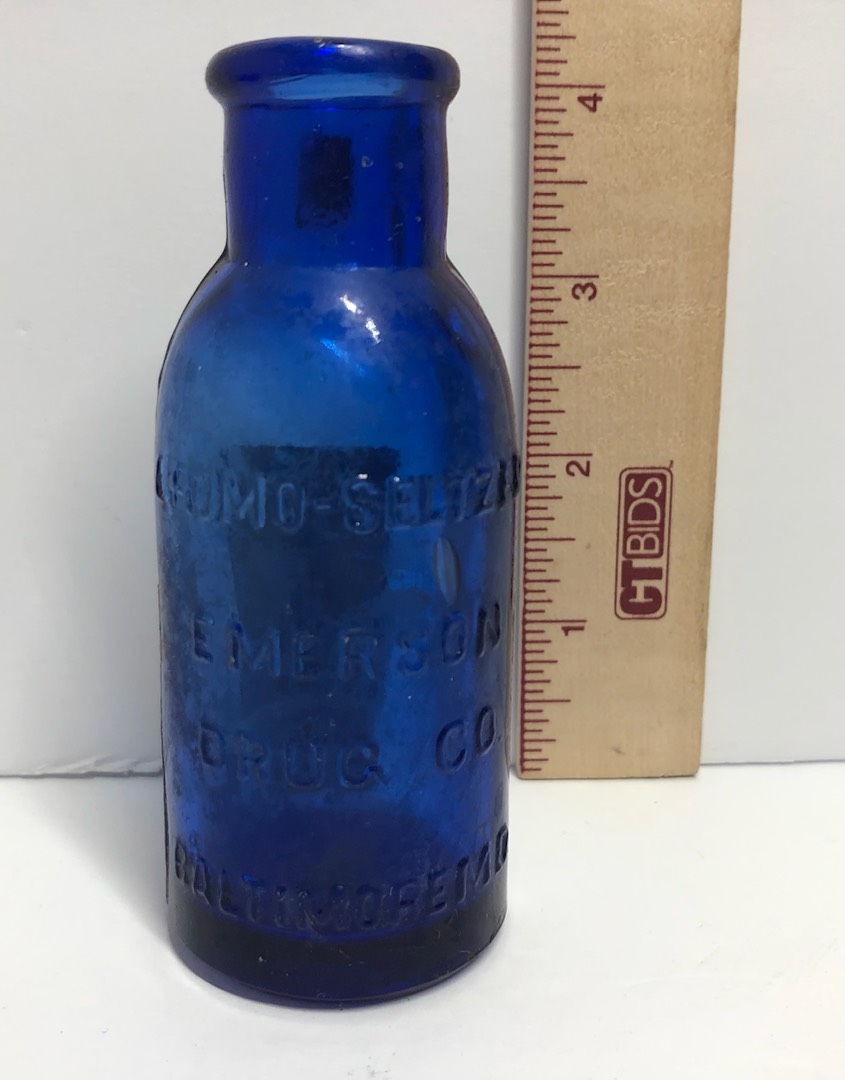 BROMO-SELTZER
EMERSON
DRUG CO.
BALTIMORE MD
4
3
2
1
CTBIDS